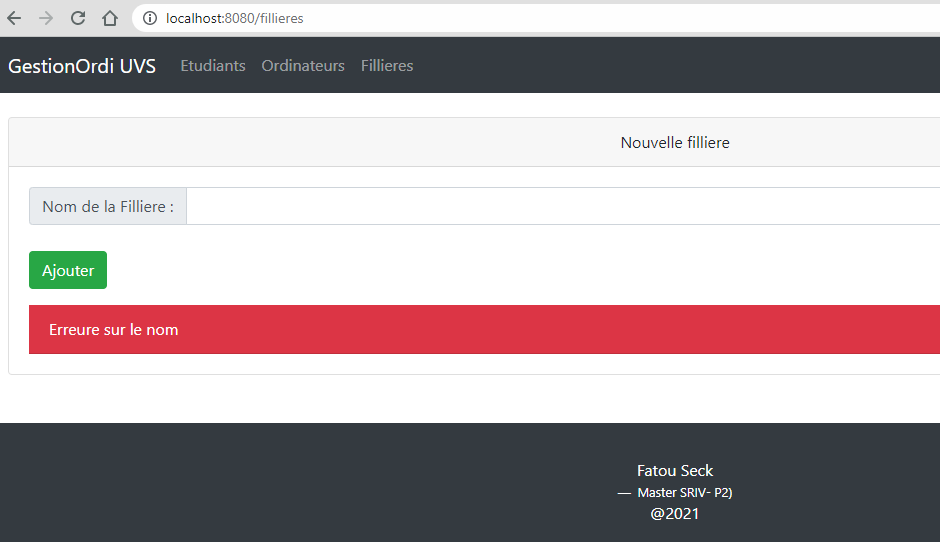 localhost:8080/fillieres
GestionOrdi UVS Etudiants Ordinateurs Fillieres
Nouvelle filliere
Nom de la Filliere :
Ajouter
Erreure sur le nom
Fatou Seck
— Master SRIV- P2)
@2021